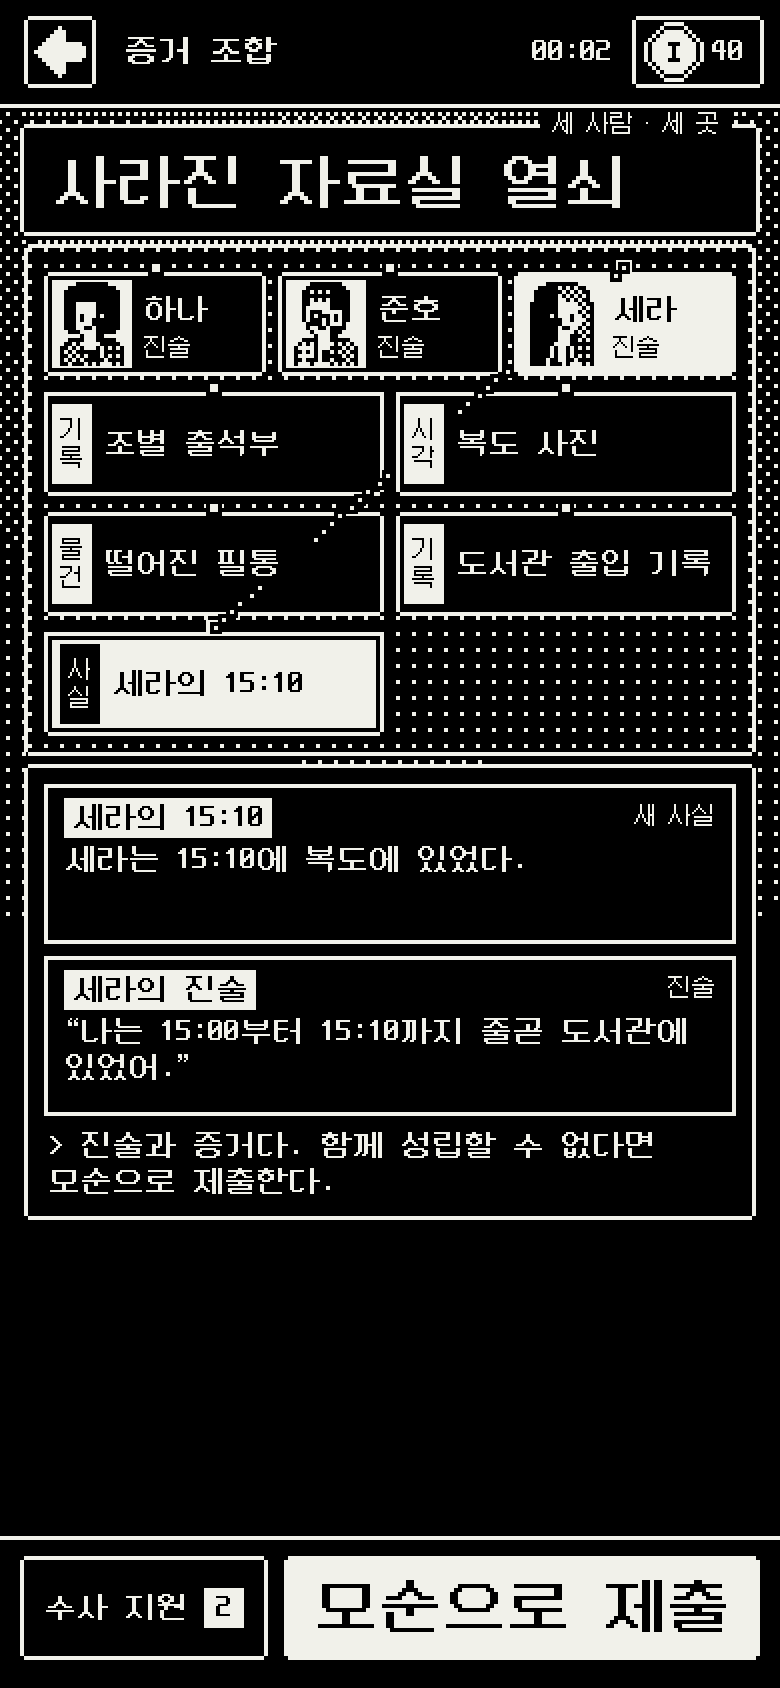 증거 조합 00:02 I 40
세 사람 · 세 곳
사라진 자료실 열쇠
하나 진술
준호 진술
세라 진술
기록 조별 출석부
시각 복도 사진
물건 떨어진 필통
기록 도서관 출입 기록
사실 세라의 15:10
세라의 15:10 새 사실
세라는 15:10에 복도에 있었다.
세라의 진술 진술
“나는 15:00부터 15:10까지 줄곧 도서관에
있었어.”
> 진술과 증거다. 함께 성립할 수 없다면
모순으로 제출한다.
수사 지원 2
모순으로 제출